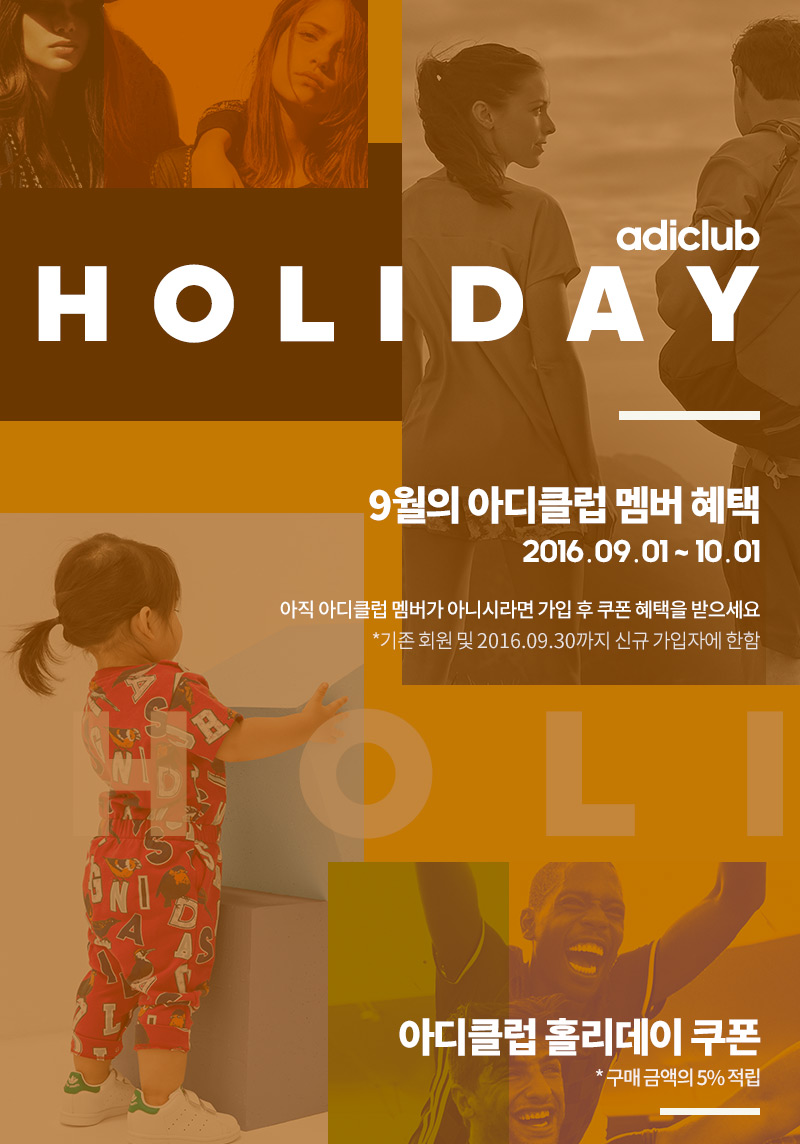 adiclub
HOLIDAY
9월의 아디클럽 멤버 혜택
2016.09.01 ~ 10.01
아직 아디클럽 멤버가 아니시라면 가입 후 쿠폰 혜택을 받으세요
*기존 회원 및 2016.09.30까지 신규 가입자에 한함
HOLI
아디클럽 홀리데이 쿠폰
* 구매 금액의 5% 적립